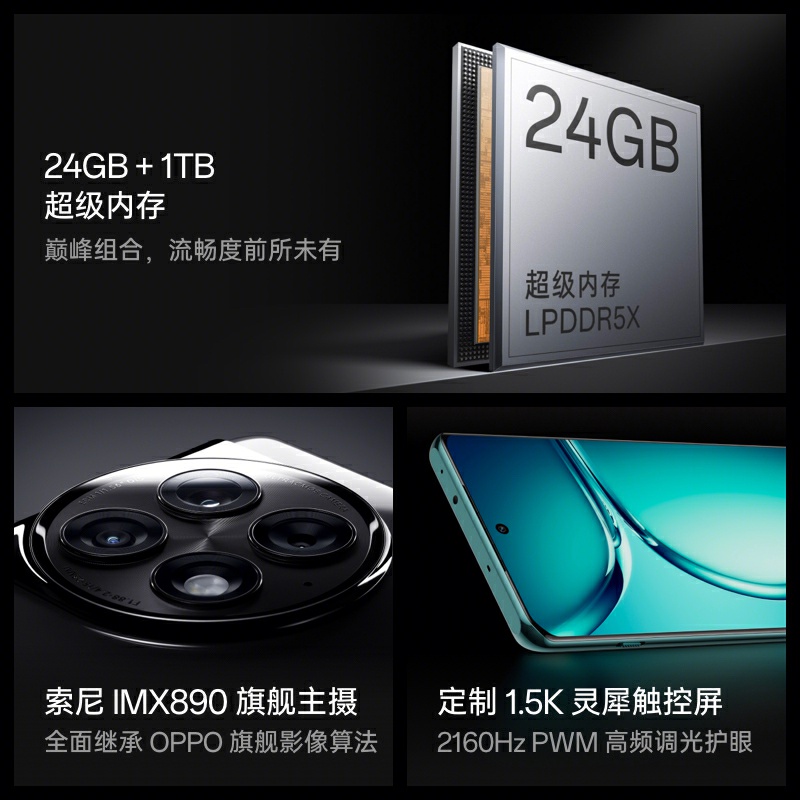 24GB + 1TB
超级内存
巅峰组合，流畅度前所未有
24GB
超级内存
LPDDR5X
索尼 IMX890 旗舰主摄
全面继承 OPPO 旗舰影像算法
定制 1.5K 灵犀触控屏
2160Hz PWM 高频调光护眼